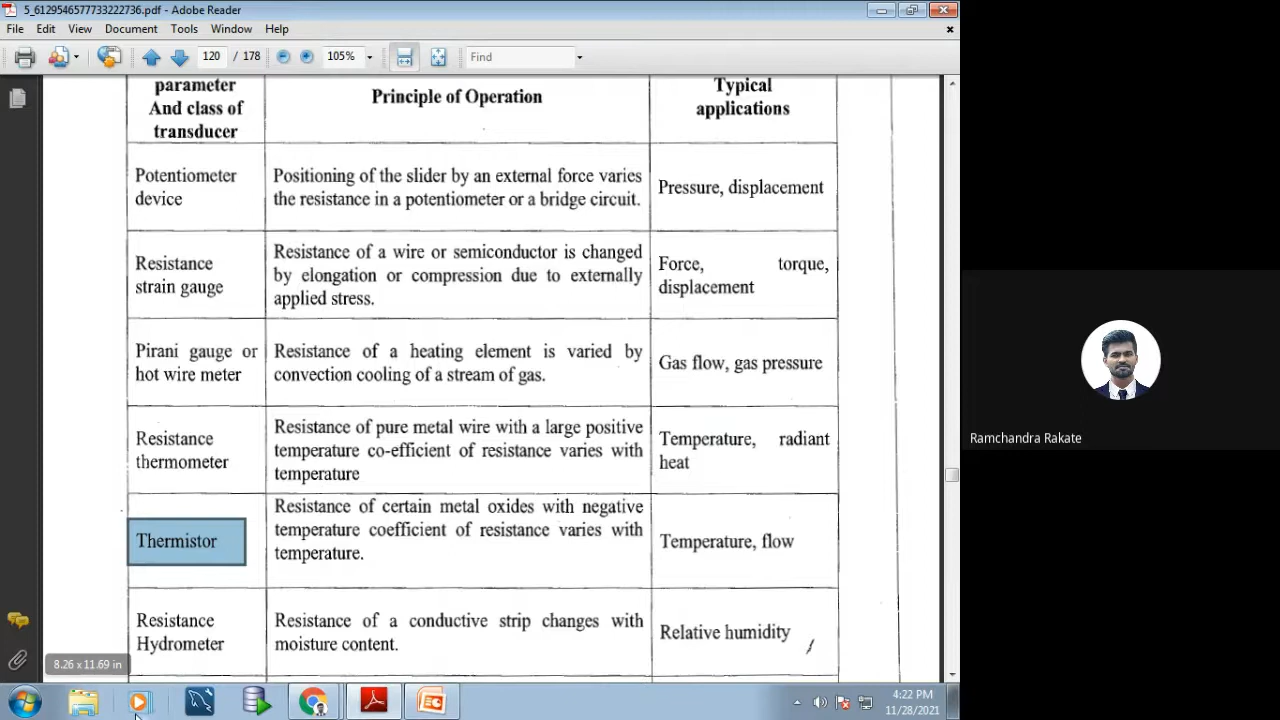 5_6129546577733222736.pdf - Adobe Reader
File Edit View Document Tools Window Help
120 / 178 105% Find
parameter
And class of
transducer
Principle of Operation
Typical
applications
Potentiometer
device
Positioning of the slider by an external force varies
the resistance in a potentiometer or a bridge circuit.
Pressure, displacement
Resistance
strain gauge
Resistance of a wire or semiconductor is changed
by elongation or compression due to externally
applied stress.
Force, torque,
displacement
Pirani gauge or
hot wire meter
Resistance of a heating element is varied by
convection cooling of a stream of gas.
Gas flow, gas pressure
Resistance
thermometer
Resistance of pure metal wire with a large positive
temperature co-efficient of resistance varies with
temperature
Temperature, radiant
heat
Thermistor
Resistance of certain metal oxides with negative
temperature coefficient of resistance varies with
temperature.
Temperature, flow
Resistance
Hydrometer
Resistance of a conductive strip changes with
moisture content.
Relative humidity
8.26 x 11.69 in
4:22 PM
11/28/2021
Ramchandra Rakate